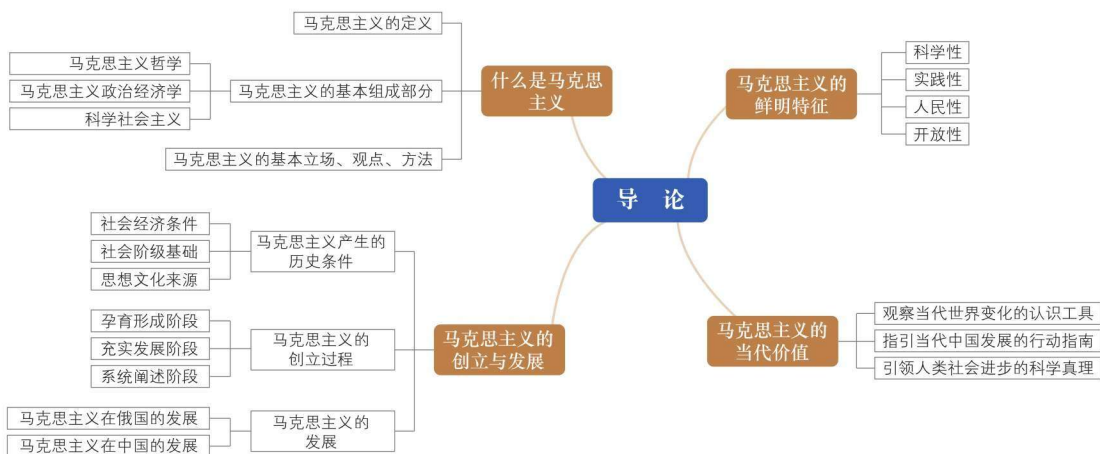 导 论
什么是马克思
主义
马克思主义的定义
马克思主义的基本组成部分
马克思主义哲学
马克思主义政治经济学
科学社会主义
马克思主义的基本立场、观点、方法
马克思主义的
创立与发展
马克思主义产生的
历史条件
社会经济条件
社会阶级基础
思想文化来源
马克思主义的
创立过程
孕育形成阶段
充实发展阶段
系统阐述阶段
马克思主义的
发展
马克思主义在俄国的发展
马克思主义在中国的发展
马克思主义的
鲜明特征
科学性
实践性
人民性
开放性
马克思主义的
当代价值
观察当代世界变化的认识工具
指引当代中国发展的行动指南
引领人类社会进步的科学真理